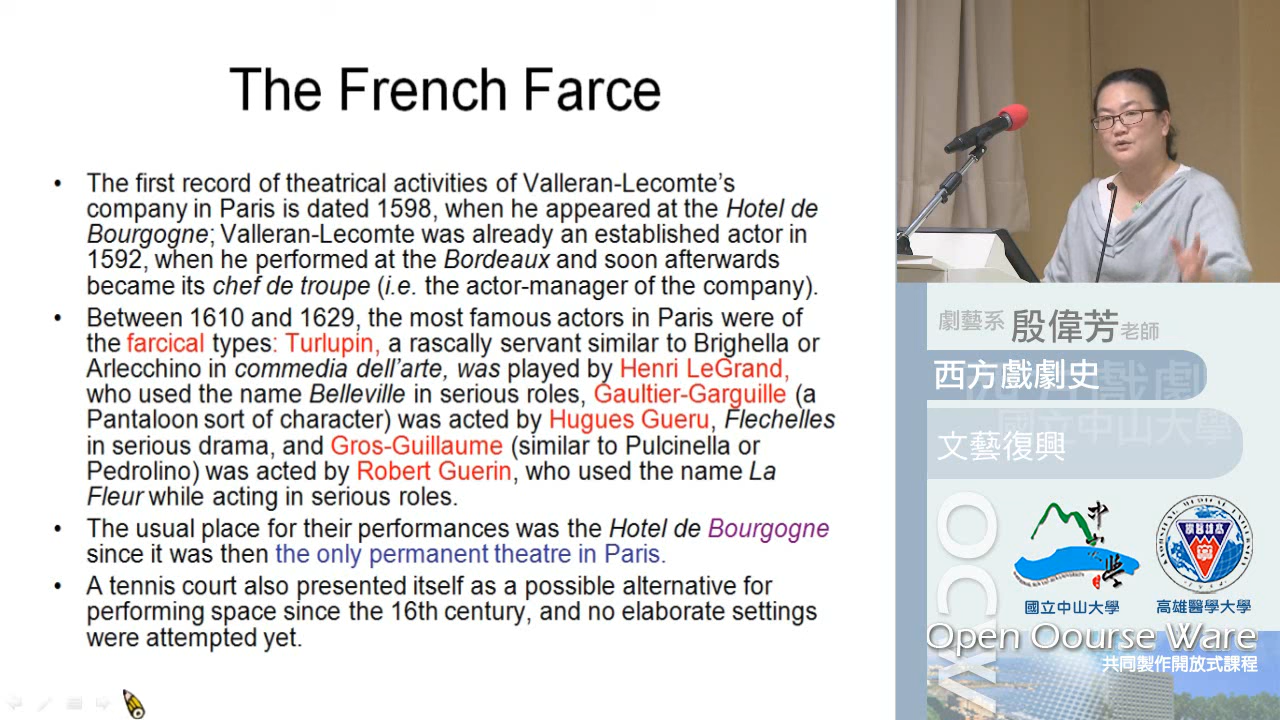 The French Farce
• The first record of theatrical activities of Valleran-Lecomte's
company in Paris is dated 1598, when he appeared at the Hotel de
Bourgogne; Valleran-Lecomte was already an established actor in
1592, when he performed at the Bordeaux and soon afterwards
became its chef de troupe (i.e. the actor-manager of the company).
• Between 1610 and 1629, the most famous actors in Paris were of
the farcical types: Turlupin, a rascally servant similar to Brighella or
Arlecchino in commedia dell'arte, was played by Henri LeGrand,
who used the name Belleville in serious roles, Gaultier-Garguille (a
Pantaloon sort of character) was acted by Hugues Gueru, Flechelles
in serious drama, and Gros-Guillaume (similar to Pulcinella or
Pedrolino) was acted by Robert Guerin, who used the name La
Fleur while acting in serious roles.
• The usual place for their performances was the Hotel de Bourgogne
since it was then the only permanent theatre in Paris.
• A tennis court also presented itself as a possible alternative for
performing space since the 16th century, and no elaborate settings
were attempted yet.
劇藝系 殷偉芳老師
西方戲劇史
國立中山大學
文藝復興
OCW
中山大學
國立中山大學
高雄醫學大學
Open Oourse Ware
共同製作開放式課程